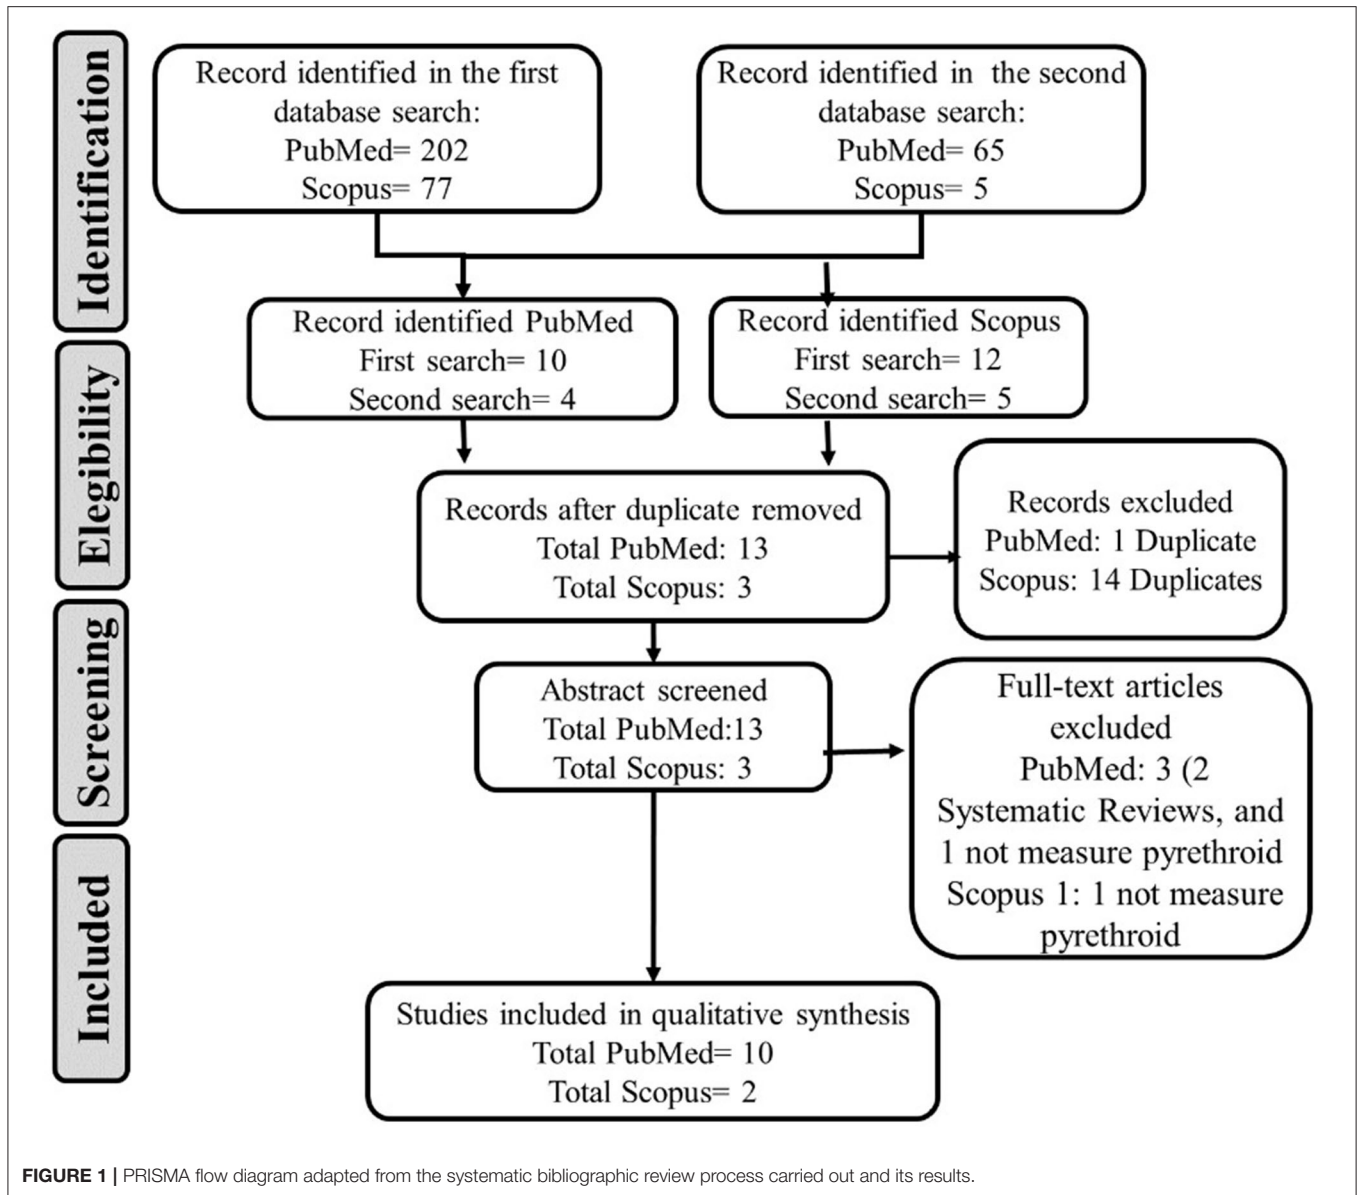 Identification
Record identified in the first
database search:
PubMed= 202
Scopus= 77
Record identified in the second
database search:
PubMed= 65
Scopus= 5
Record identified PubMed
First search= 10
Second search= 4
Record identified Scopus
First search= 12
Second search= 5
Elegibility
Records after duplicate removed
Total PubMed: 13
Total Scopus: 3
Records excluded
PubMed: 1 Duplicate
Scopus: 14 Duplicates
Screening
Abstract screened
Total PubMed:13
Total Scopus: 3
Full-text articles
excluded
PubMed: 3 (2
Systematic Reviews, and
1 not measure pyrethroid
Scopus 1: 1 not measure
pyrethroid
Included
Studies included in qualitative synthesis
Total PubMed= 10
Total Scopus= 2
FIGURE 1 | PRISMA flow diagram adapted from the systematic bibliographic review process carried out and its results.